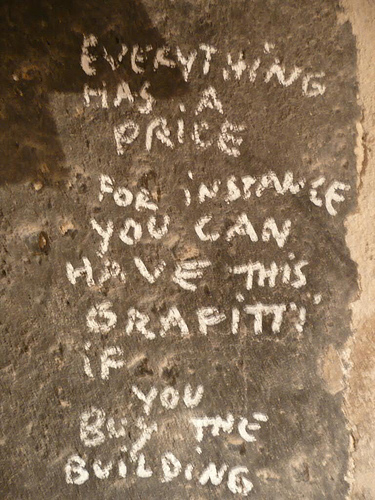 EVERYTHiNG
HAS A
PRiCE
FOR iNSTANCE
YOU CAN
HAVE THiS
GRAFiTTi
iF
YOU
BUY THE
BUiLDiNG